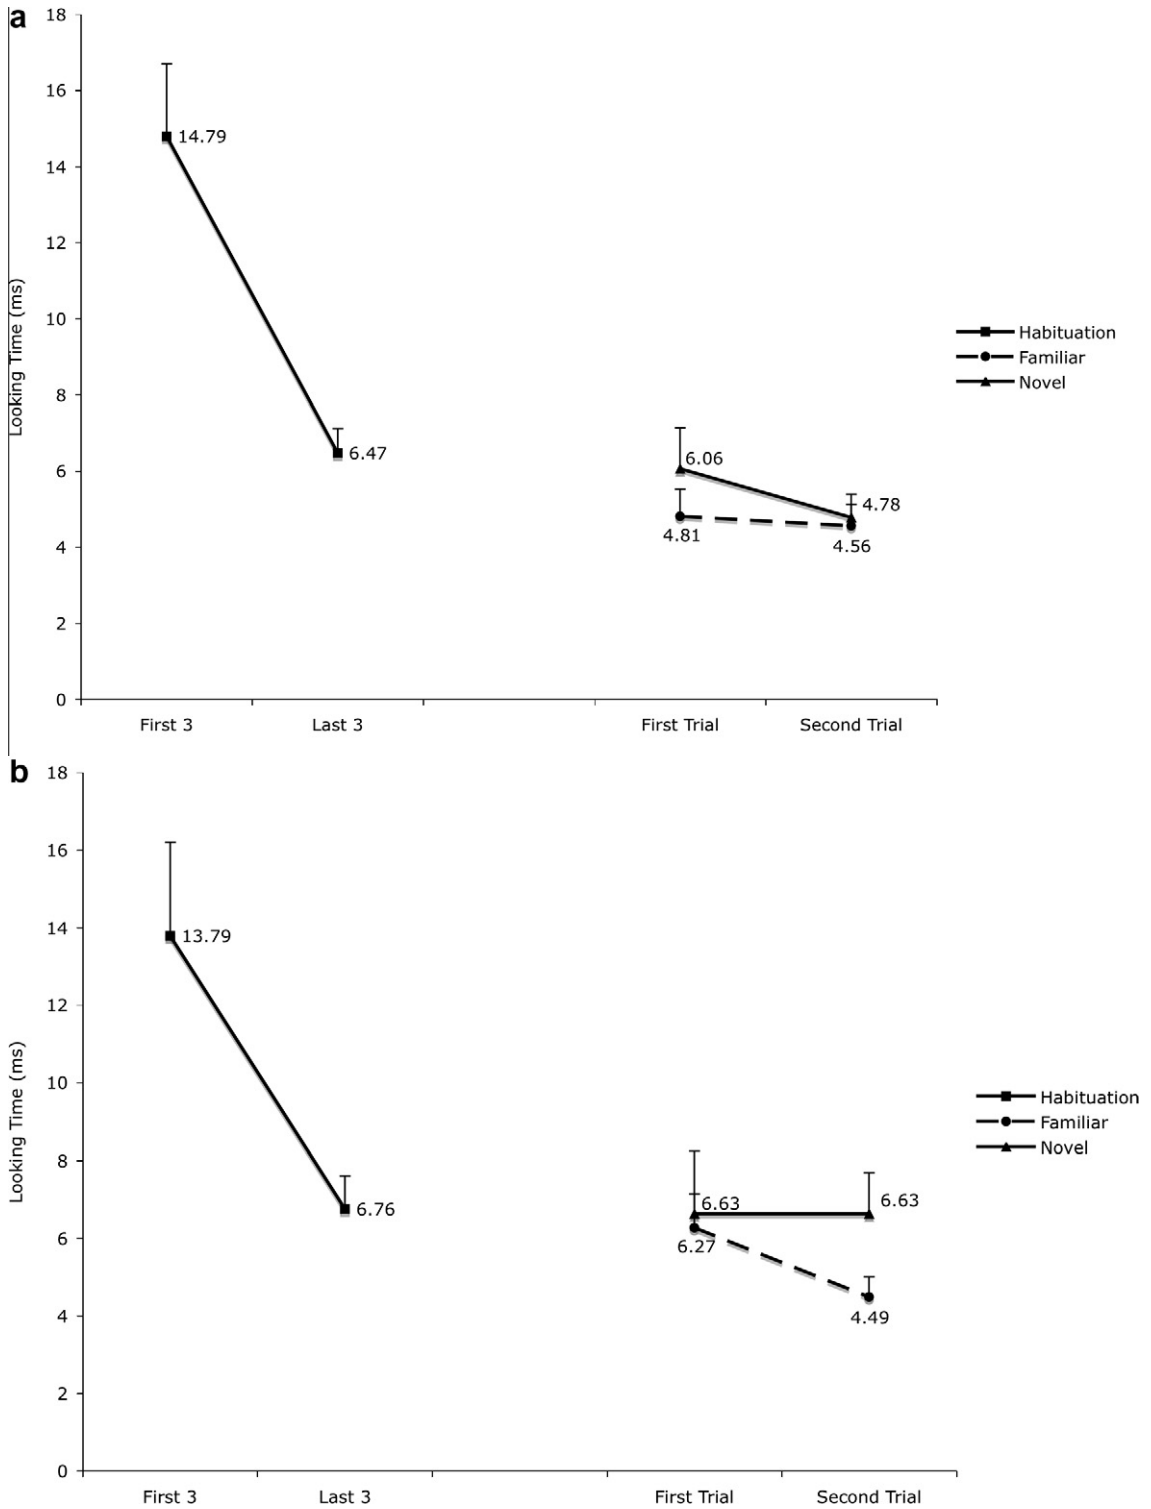 a
18
16
14
12
10
8
6
4
2
0
Looking Time (ms)
14.79
6.47
6.06
4.78
4.81
4.56
Habituation
Familiar
Novel
First 3 Last 3 First Trial Second Trial
b
18
16
14
12
10
8
6
4
2
0
Looking Time (ms)
13.79
6.76
6.63
6.63
6.27
4.49
Habituation
Familiar
Novel
First 3 Last 3 First Trial Second Trial